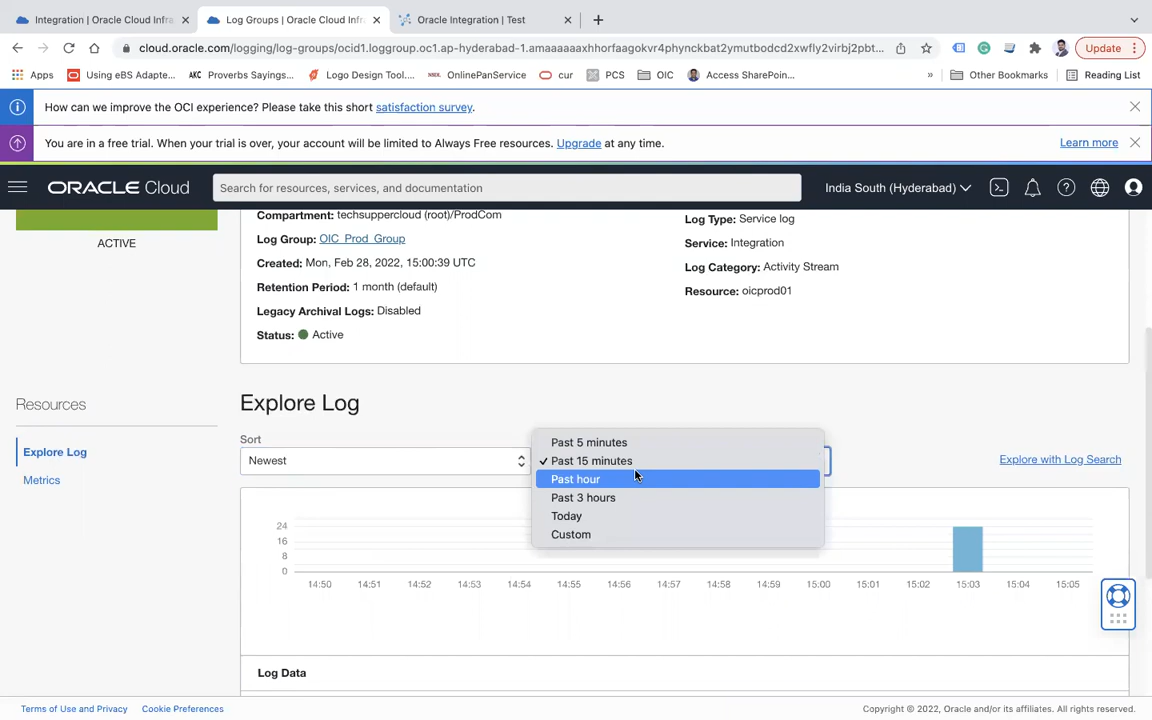 Integration | Oracle Cloud Infra
Log Groups | Oracle Cloud Infr
Oracle Integration | Test
cloud.oracle.com/logging/log-groups/ocid1.loggroup.oc1.ap-hyderabad-1.amaaaaaaxhhorfaagokvr4phynckbat2ymutbodcd2xwfly2virbj2pbt...
Update
Apps
Using eBS Adapte...
AKC Proverbs Sayings...
Logo Design Tool....
OnlinePanService
cur
PCS
OIC
Access SharePoin...
»
Other Bookmarks
Reading List
How can we improve the OCI experience? Please take this short satisfaction survey.
You are in a free trial. When your trial is over, your account will be limited to Always Free resources. Upgrade at any time.
Learn more
ORACLE Cloud
Search for resources, services, and documentation
India South (Hyderabad)
ACTIVE
Compartment: techsuppercloud (root)/ProdCom
Log Group: OIC_Prod_Group
Created: Mon, Feb 28, 2022, 15:00:39 UTC
Retention Period: 1 month (default)
Legacy Archival Logs: Disabled
Status: Active
Log Type: Service log
Service: Integration
Log Category: Activity Stream
Resource: oicprod01
Resources
Explore Log
Metrics
Explore Log
Sort
Newest
Past 5 minutes
✓ Past 15 minutes
Past hour
Past 3 hours
Today
Custom
Explore with Log Search
24
16
8
0
14:50 14:51 14:52 14:53 14:54 14:55 14:56 14:57 14:58 14:59 15:00 15:01 15:02 15:03 15:04 15:05
Log Data
Terms of Use and Privacy
Cookie Preferences
Copyright © 2022, Oracle and/or its affiliates. All rights reserved.